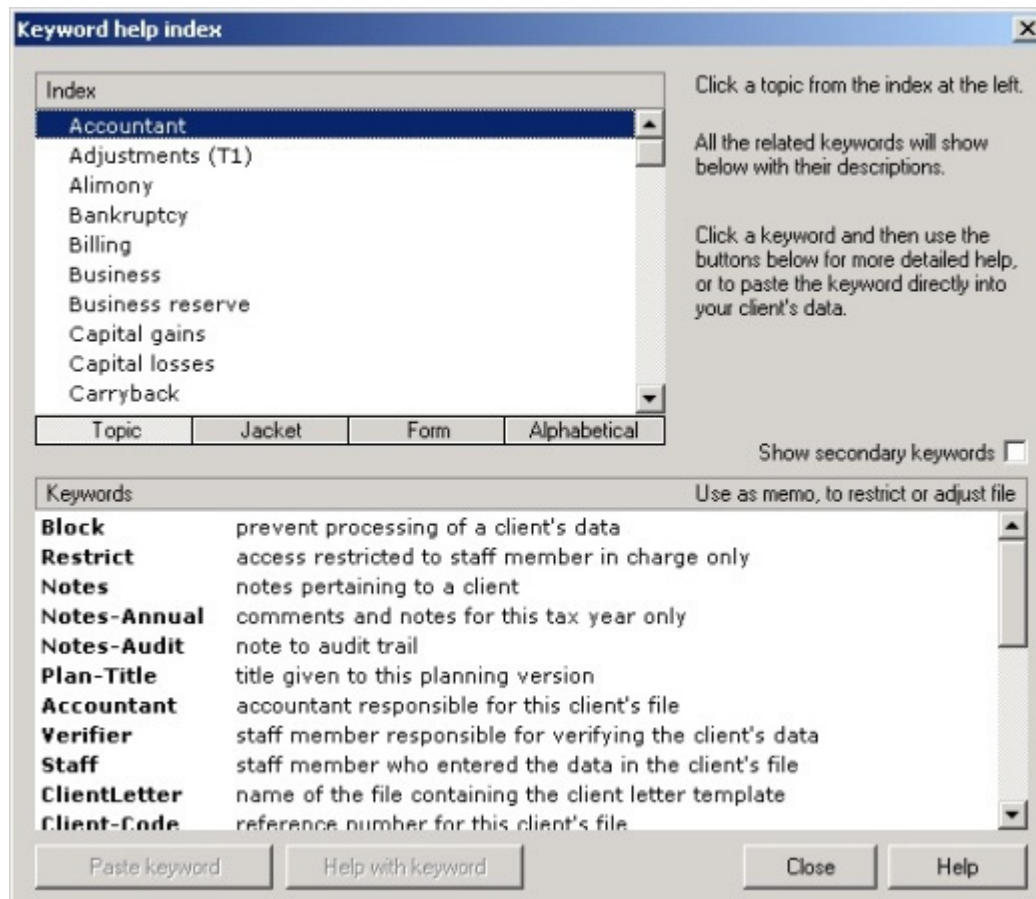 Keyword help index
Index
Accountant
Adjustments (T1)
Alimony
Bankruptcy
Billing
Business
Business reserve
Capital gains
Capital losses
Carryback
Topic Jacket Form Alphabetical
Click a topic from the index at the left.
All the related keywords will show
below with their descriptions.
Click a keyword and then use the
buttons below for more detailed help,
or to paste the keyword directly into
your client's data.
Show secondary keywords
Keywords Use as memo, to restrict or adjust file
Block prevent processing of a client's data
Restrict access restricted to staff member in charge only
Notes notes pertaining to a client
Notes-Annual comments and notes for this tax year only
Notes-Audit note to audit trail
Plan-Title title given to this planning version
Accountant accountant responsible for this client's file
Verifier staff member responsible for verifying the client's data
Staff staff member who entered the data in the client's file
ClientLetter name of the file containing the client letter template
Client-Code reference number for this client's file
Paste keyword Help with keyword Close Help